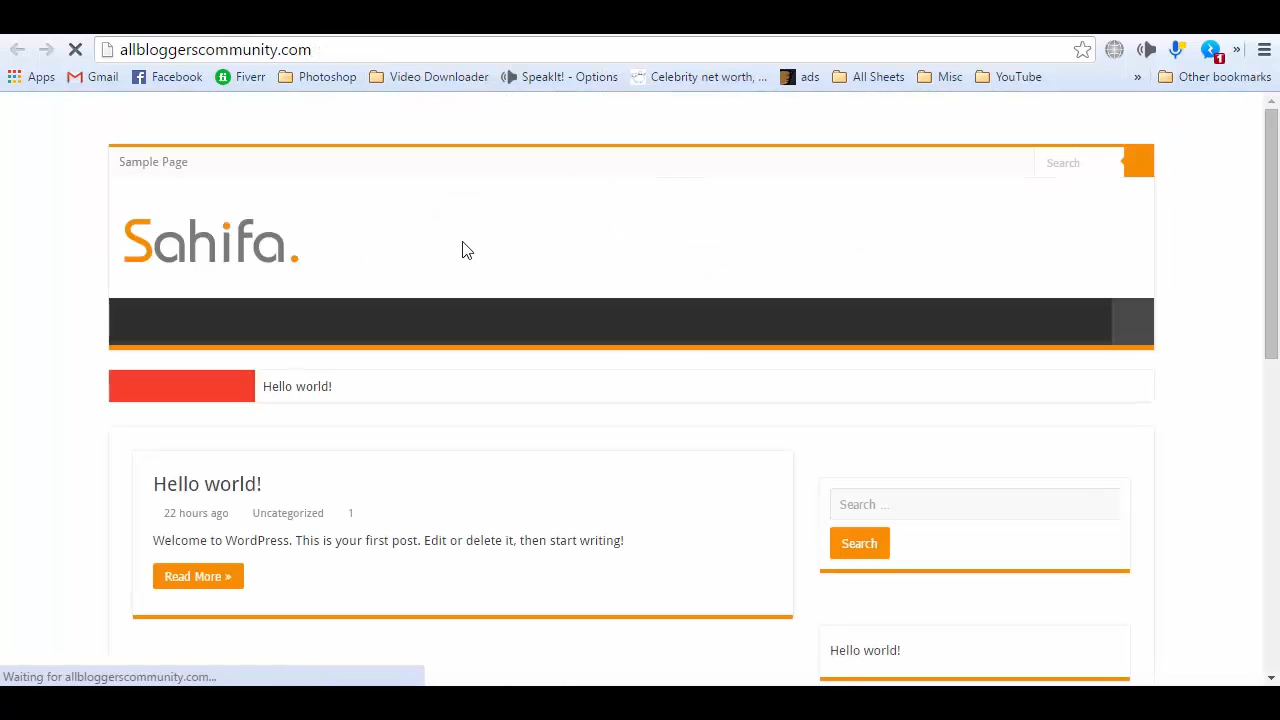 allbloggerscommunity.com
Apps Gmail Facebook Fiverr Photoshop Video Downloader SpeakIt! - Options Celebrity net worth, ... ads All Sheets Misc YouTube » Other bookmarks
Sample Page Search
Sahifa.
Hello world!
Hello world!
22 hours ago Uncategorized 1
Welcome to WordPress. This is your first post. Edit or delete it, then start writing!
Read More »
Search ...
Search
Hello world!
Waiting for allbloggerscommunity.com...